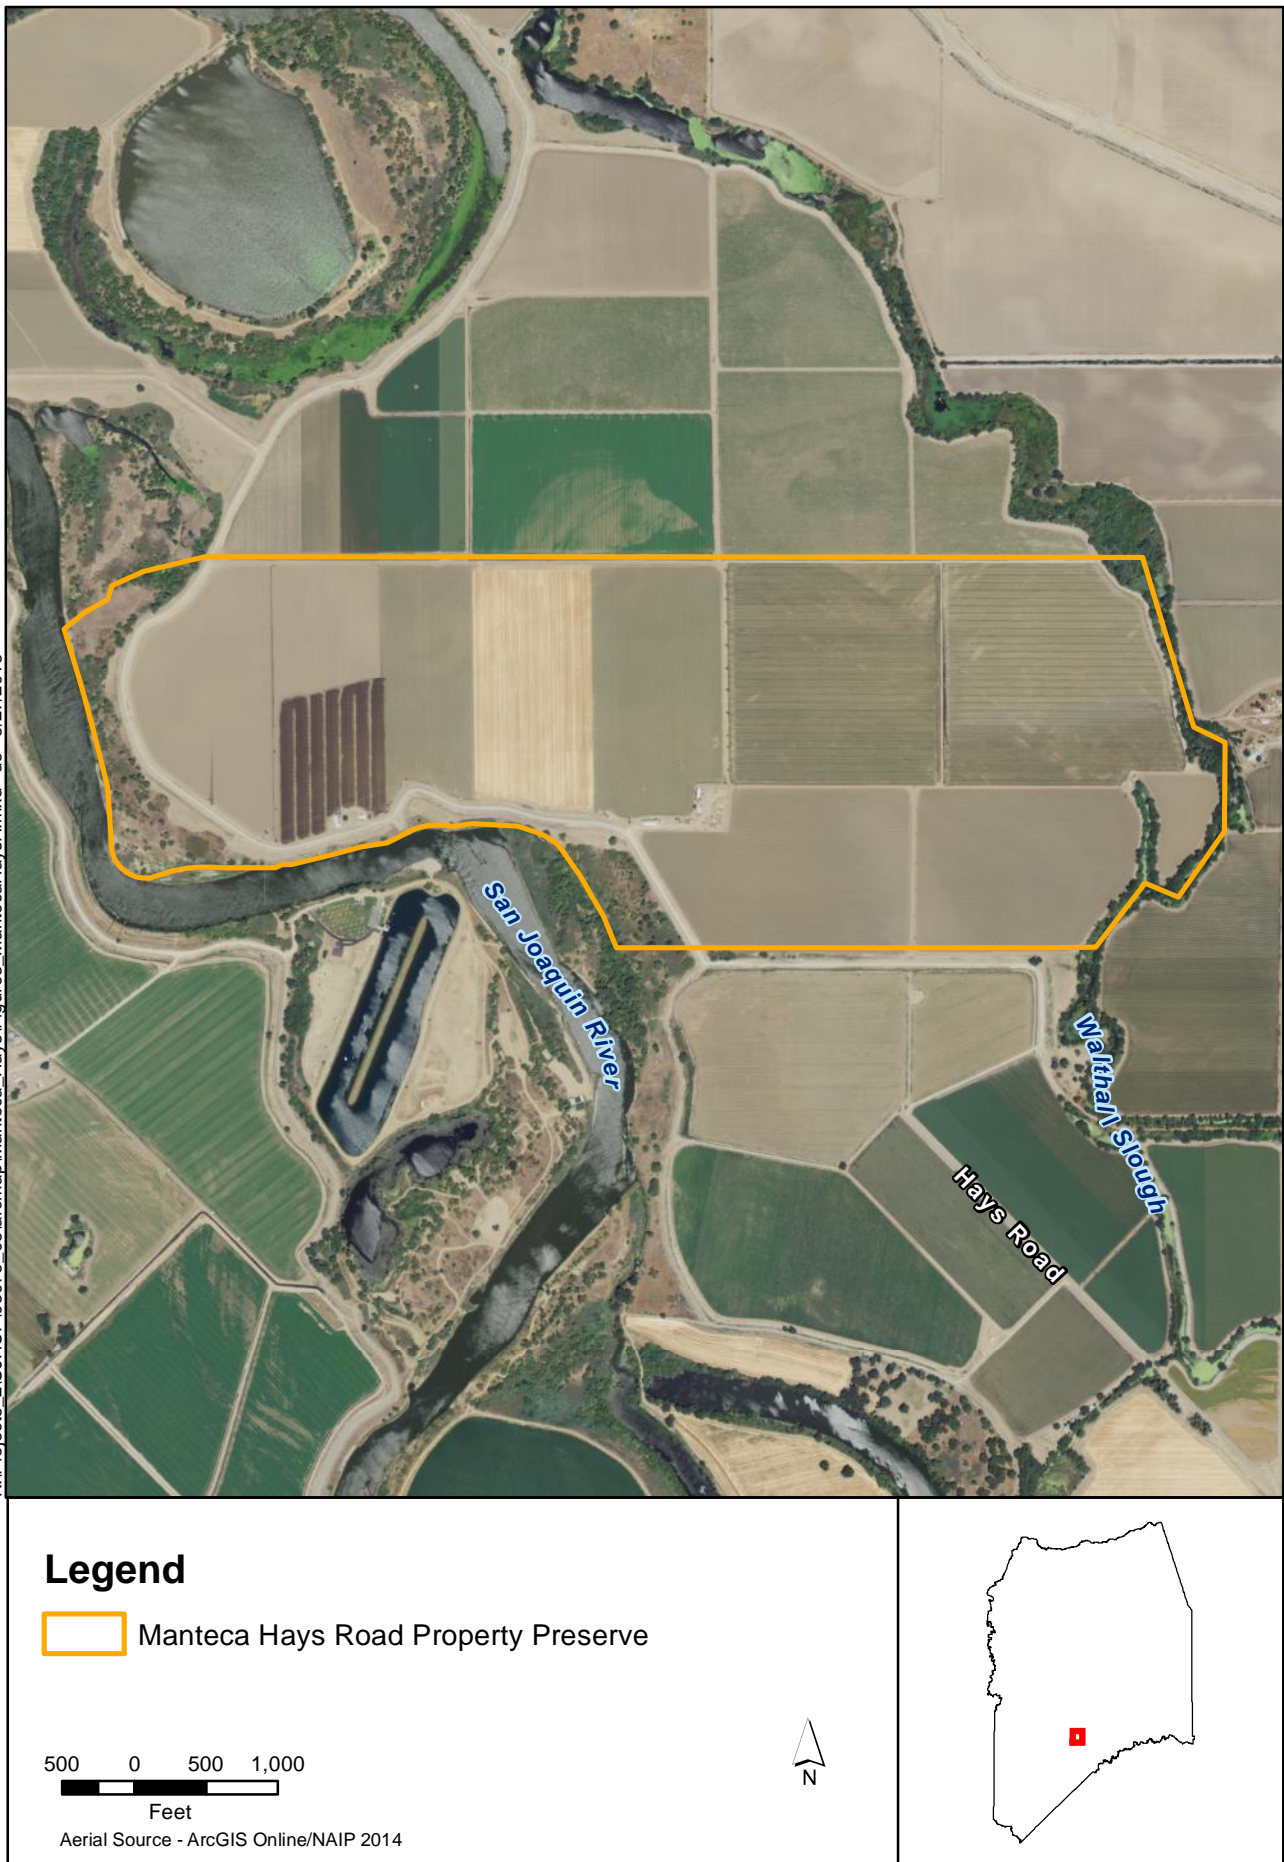 San Joaquin River
Walthall Slough
Hays Road
Legend
Manteca Hays Road Property Preserve
500 0 500 1,000
Feet
Aerial Source - ArcGIS Online/NAIP 2014
N